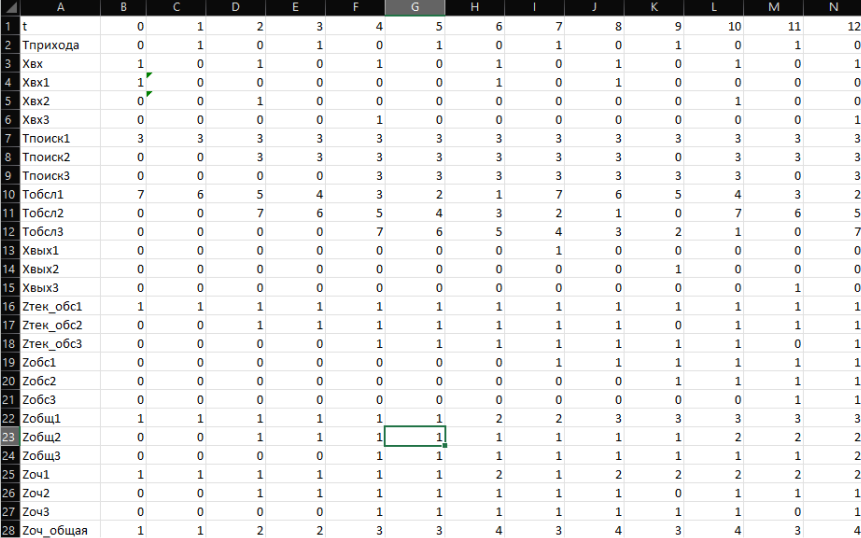 A B C D E F G H I J K L M N
1 t 0 1 2 3 4 5 6 7 8 9 10 11 12
2 Тприхода 0 1 0 1 0 1 0 1 0 1 0 1 0
3 Xвх 1 0 1 0 1 0 1 0 1 0 1 0 1
4 Xвх1 1 0 0 0 0 0 1 0 1 0 0 0 0
5 Xвх2 0 0 1 0 0 0 0 0 0 0 1 0 0
6 Xвх3 0 0 0 0 1 0 0 0 0 0 0 0 1
7 Тпоиск1 3 3 3 3 3 3 3 3 3 3 3 3 3
8 Тпоиск2 0 0 3 3 3 3 3 3 3 0 3 3 3
9 Тпоиск3 0 0 0 0 3 3 3 3 3 3 3 0 3
10 Тобсл1 7 6 5 4 3 2 1 7 6 5 4 3 2
11 Тобсл2 0 0 7 6 5 4 3 2 1 0 7 6 5
12 Тобсл3 0 0 0 0 7 6 5 4 3 2 1 0 7
13 Xвых1 0 0 0 0 0 0 0 1 0 0 0 0 0
14 Xвых2 0 0 0 0 0 0 0 0 0 1 0 0 0
15 Xвых3 0 0 0 0 0 0 0 0 0 0 0 1 0
16 Zтек_обс1 1 1 1 1 1 1 1 1 1 1 1 1 1
17 Zтек_обс2 0 0 1 1 1 1 1 1 1 0 1 1 1
18 Zтек_обс3 0 0 0 0 1 1 1 1 1 1 1 0 1
19 Zобс1 0 0 0 0 0 0 0 1 1 1 1 1 1
20 Zобс2 0 0 0 0 0 0 0 0 0 1 1 1 1
21 Zобс3 0 0 0 0 0 0 0 0 0 0 0 1 1
22 Zобщ1 1 1 1 1 1 1 2 2 3 3 3 3 3
23 Zобщ2 0 0 1 1 1 1 1 1 1 1 2 2 2
24 Zобщ3 0 0 0 0 1 1 1 1 1 1 1 1 2
25 Zоч1 1 1 1 1 1 1 2 1 2 2 2 2 2
26 Zоч2 0 0 1 1 1 1 1 1 1 0 1 1 1
27 Zоч3 0 0 0 0 1 1 1 1 1 1 1 0 1
28 Zоч_общая 1 1 2 2 3 3 4 3 4 3 4 3 4